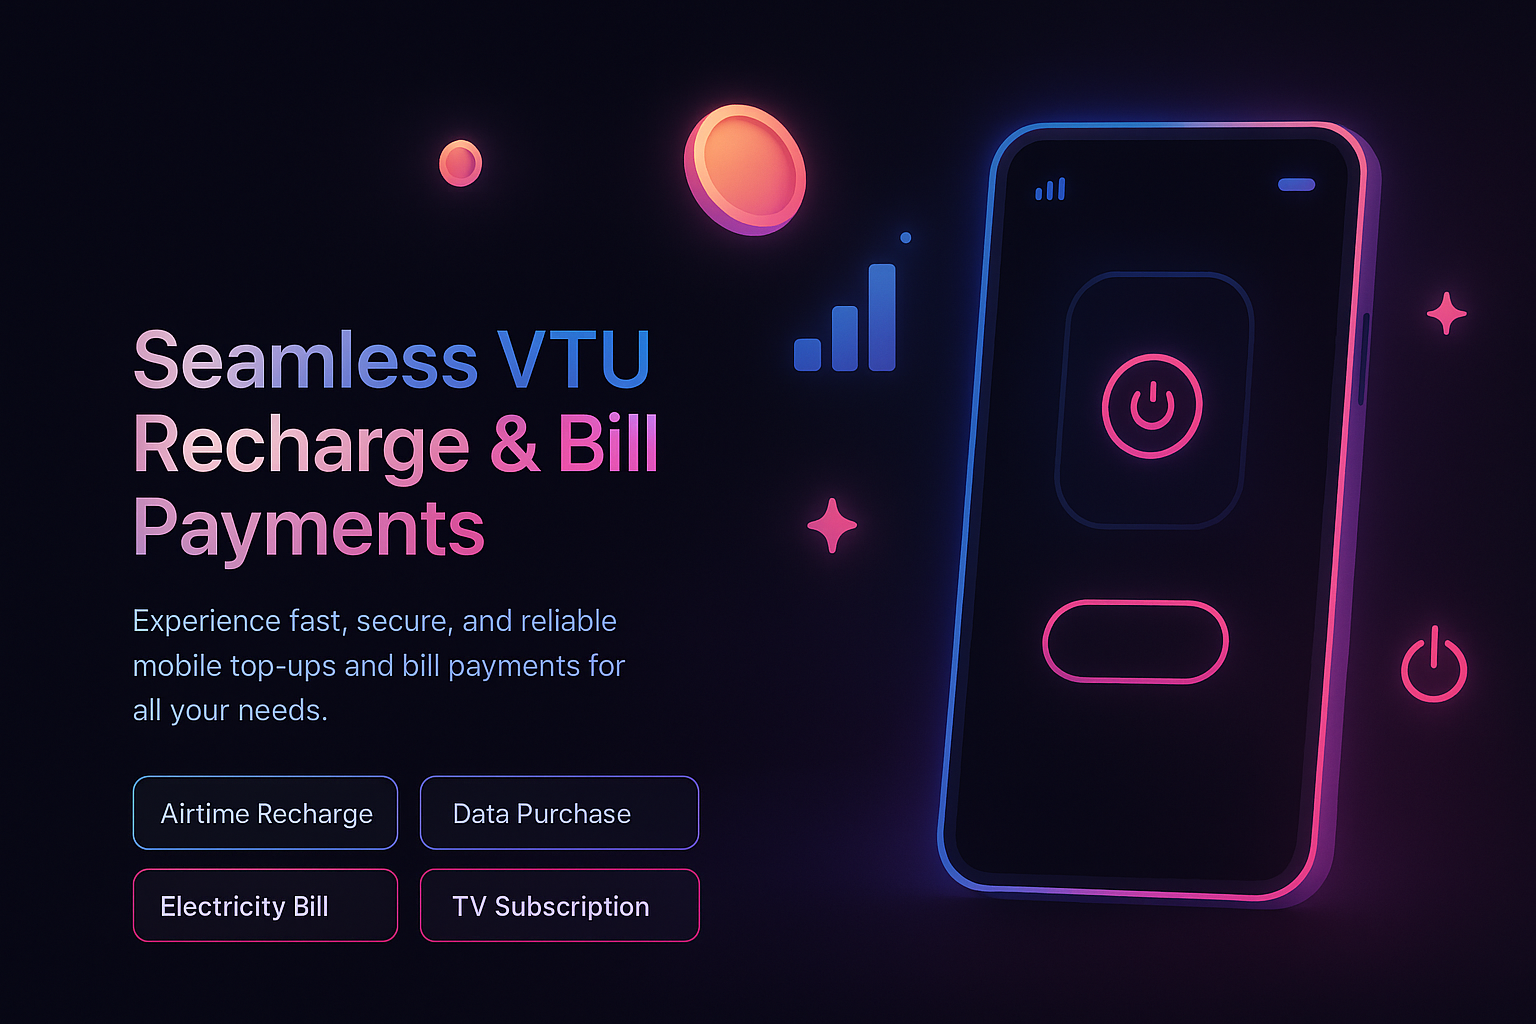 Seamless VTU
Recharge & Bill
Payments
Experience fast, secure, and reliable
mobile top-ups and bill payments for
all your needs.
Airtime Recharge
Data Purchase
Electricity Bill
TV Subscription